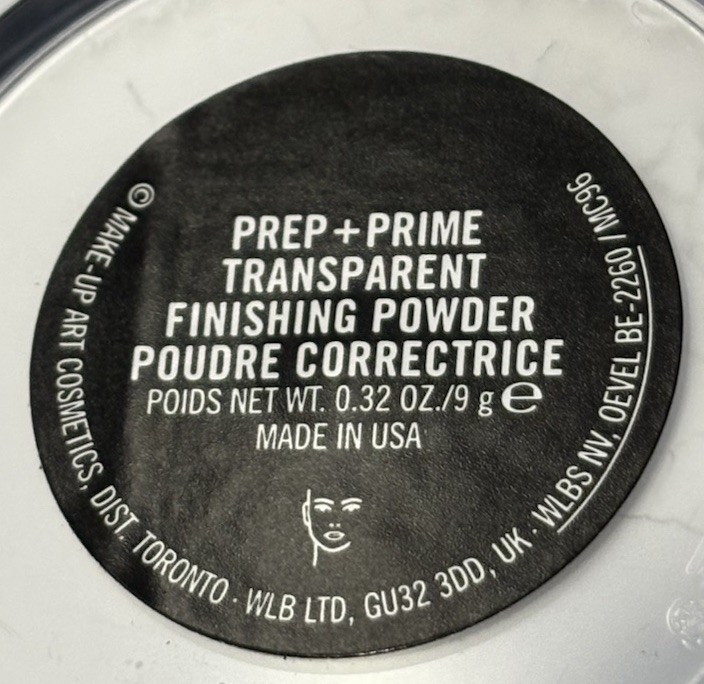 PREP + PRIME
TRANSPARENT
FINISHING POWDER
POUDRE CORRECTRICE
POIDS NET WT. 0.32 OZ./9 g e
MADE IN USA
© MAKE-UP ART COSMETICS, DIST. TORONTO · WLB LTD, GU32 3DD, UK · WLBS NV, OEVEL BE-2260 / MC96